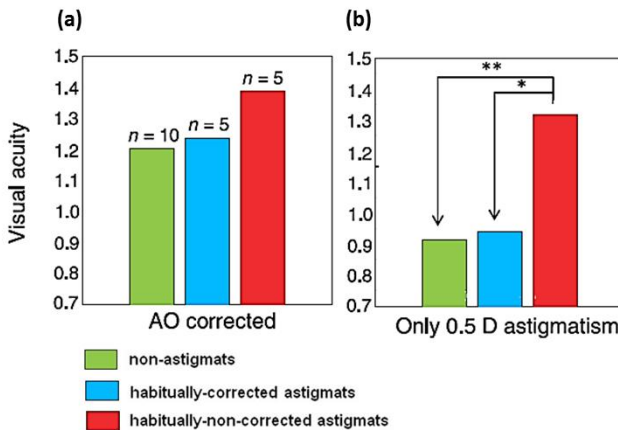 (a)
Visual acuity
1.5
1.4
1.3
1.2
1.1
1.0
0.9
0.8
0.7
n = 10
n = 5
n = 5
AO corrected
(b)
1.5
1.4
1.3
1.2
1.1
1.0
0.9
0.8
0.7
**
*
Only 0.5 D astigmatism
non-astigmats
habitually-corrected astigmats
habitually-non-corrected astigmats